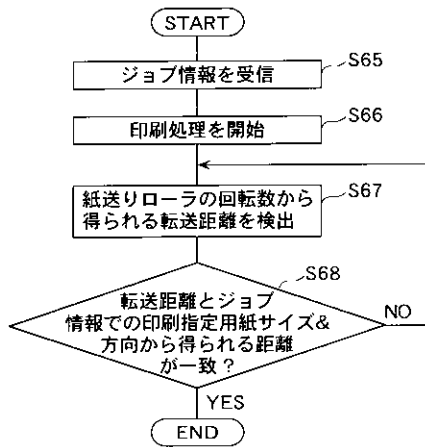 START
ジョブ情報を受信
S65
印刷処理を開始
S66
紙送りローラの回転数から
得られる転送距離を検出
S67
転送距離とジョブ
情報での印刷指定用紙サイズ&
方向から得られる距離
が一致?
S68
NO
YES
END